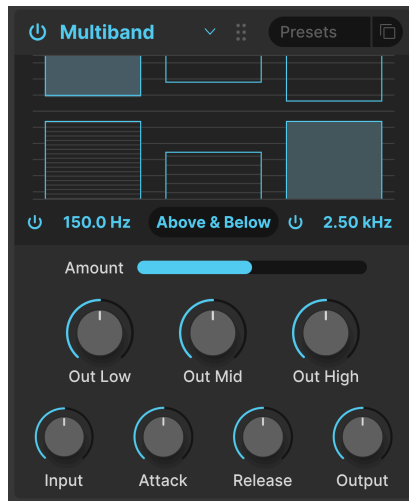 Multiband
Presets
150.0 Hz
Above & Below
2.50 kHz
Amount
Out Low
Out Mid
Out High
Input
Attack
Release
Output